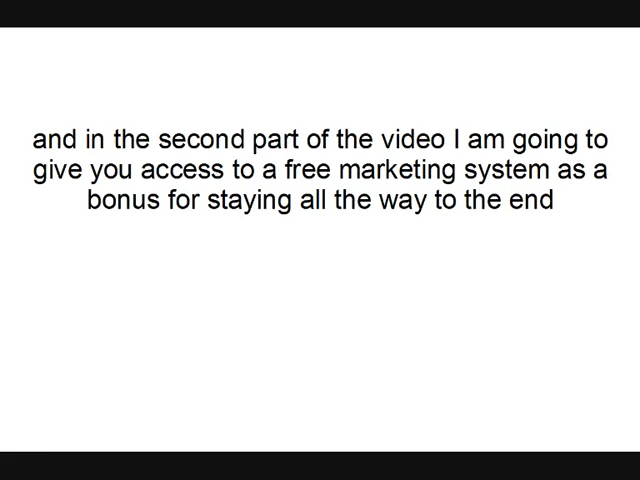 and in the second part of the video I am going to
give you access to a free marketing system as a
bonus for staying all the way to the end